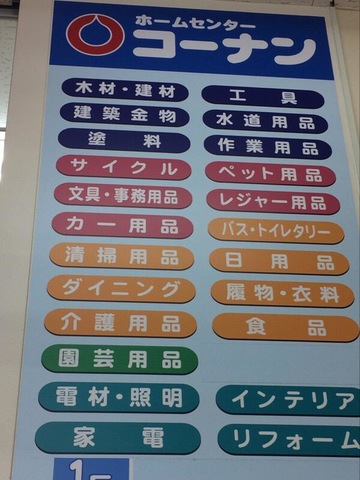 ホームセンター
コーナン
木材・建材 工具
建築金物 水道用品
塗料 作業用品
サイクル ペット用品
文具・事務用品 レジャー用品
カー用品 バス・トイレタリー
清掃用品 日用品
ダイニング 履物・衣料
介護用品 食品
園芸用品
電材・照明 インテリア
家電 リフォーム